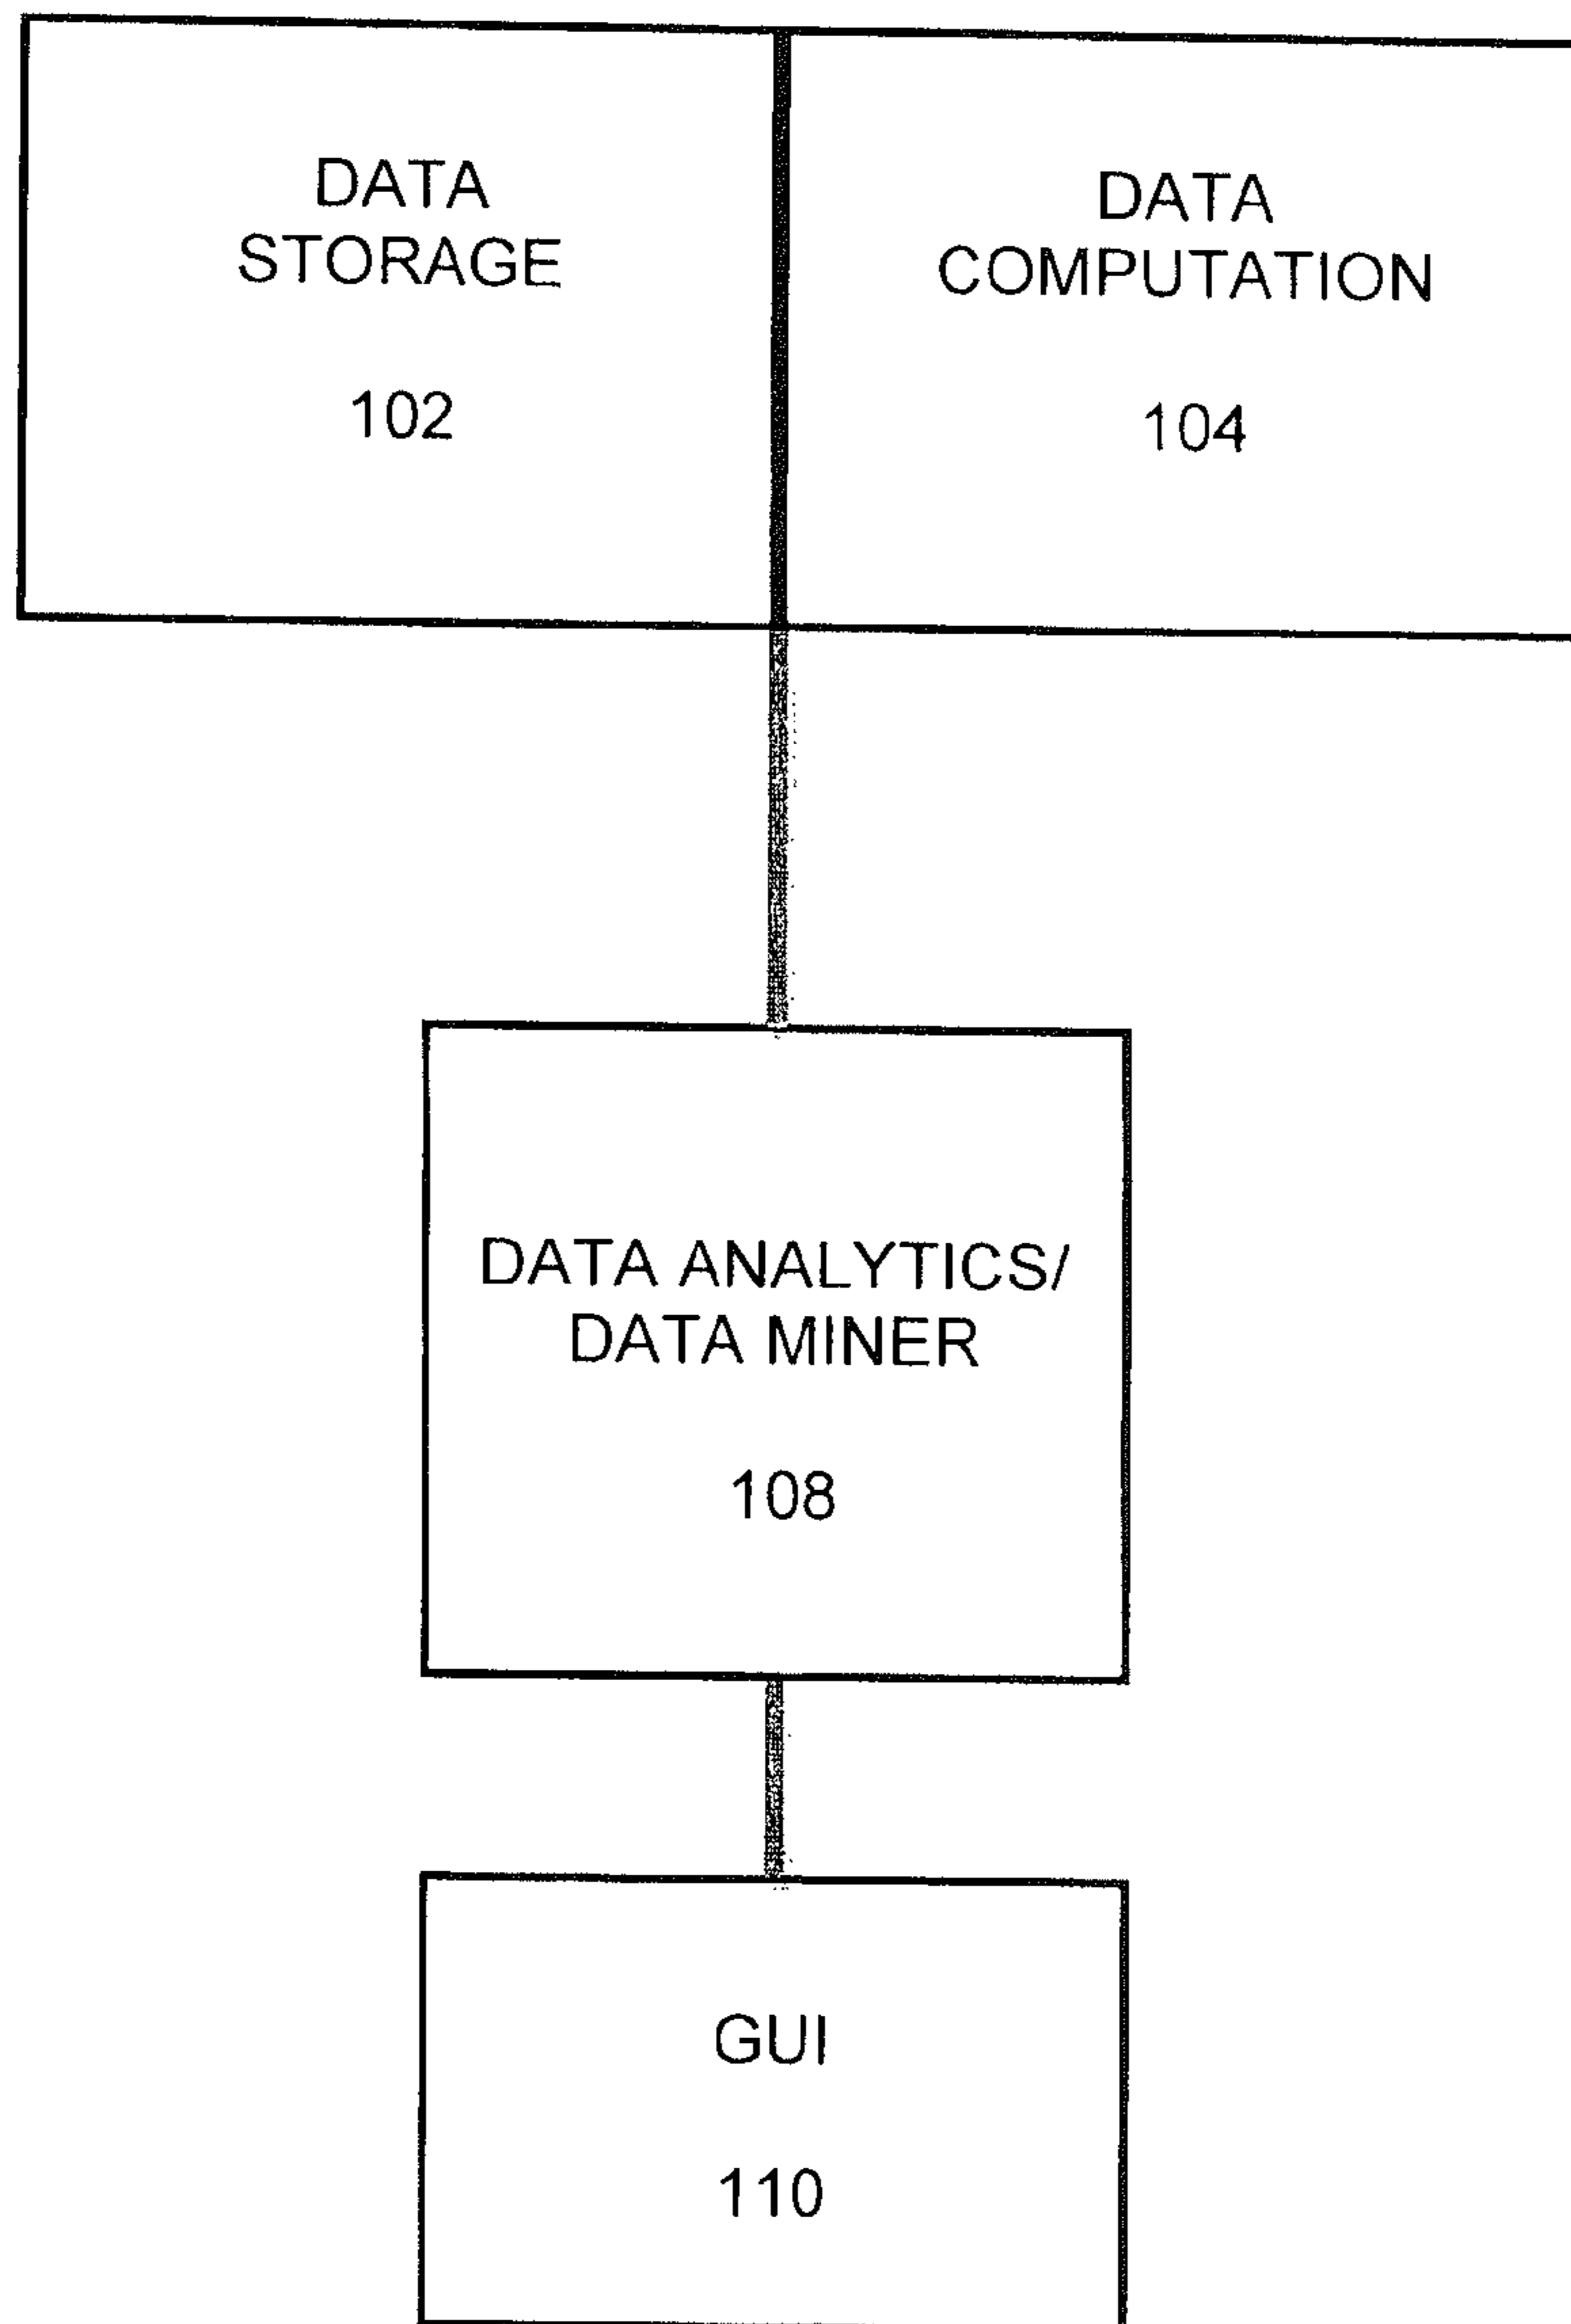 DATA
STORAGE
102
DATA
COMPUTATION
104
DATA ANALYTICS/
DATA MINER
108
GUI
110